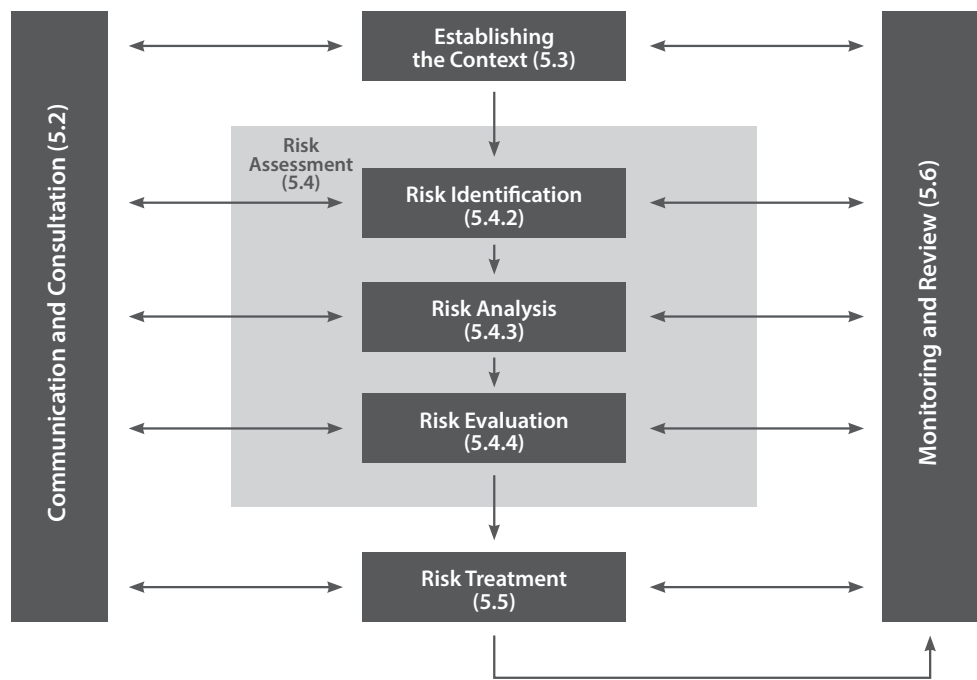 Establishing
the Context (5.3)
Communication and Consultation (5.2)
Risk
Assessment
(5.4)
Risk Identification
(5.4.2)
Risk Analysis
(5.4.3)
Risk Evaluation
(5.4.4)
Risk Treatment
(5.5)
Monitoring and Review (5.6)